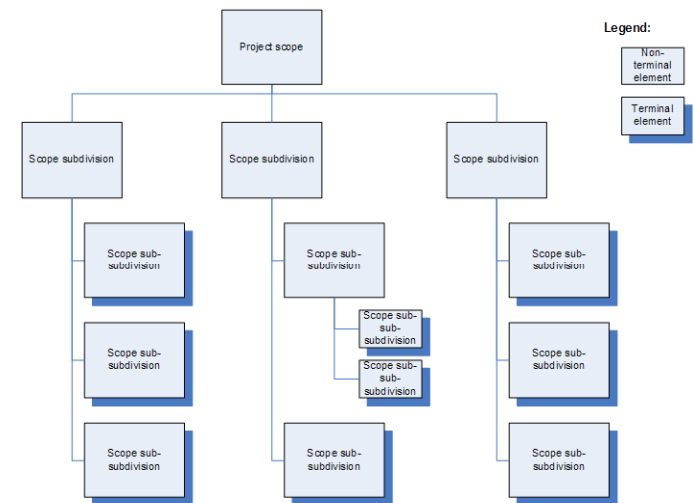 Project scope
Legend:
Non-
terminal
element
Terminal
element
Scope subdivision
Scope subdivision
Scope subdivision
Scope sub-
subdivision
Scope sub-
subdivision
Scope sub-
subdivision
Scope sub-
sub-
subdivision
Scope sub-
subdivision
Scope sub-
subdivision
Scope sub-
sub-
subdivision
Scope sub-
subdivision
Scope sub-
subdivision
Scope sub-
subdivision